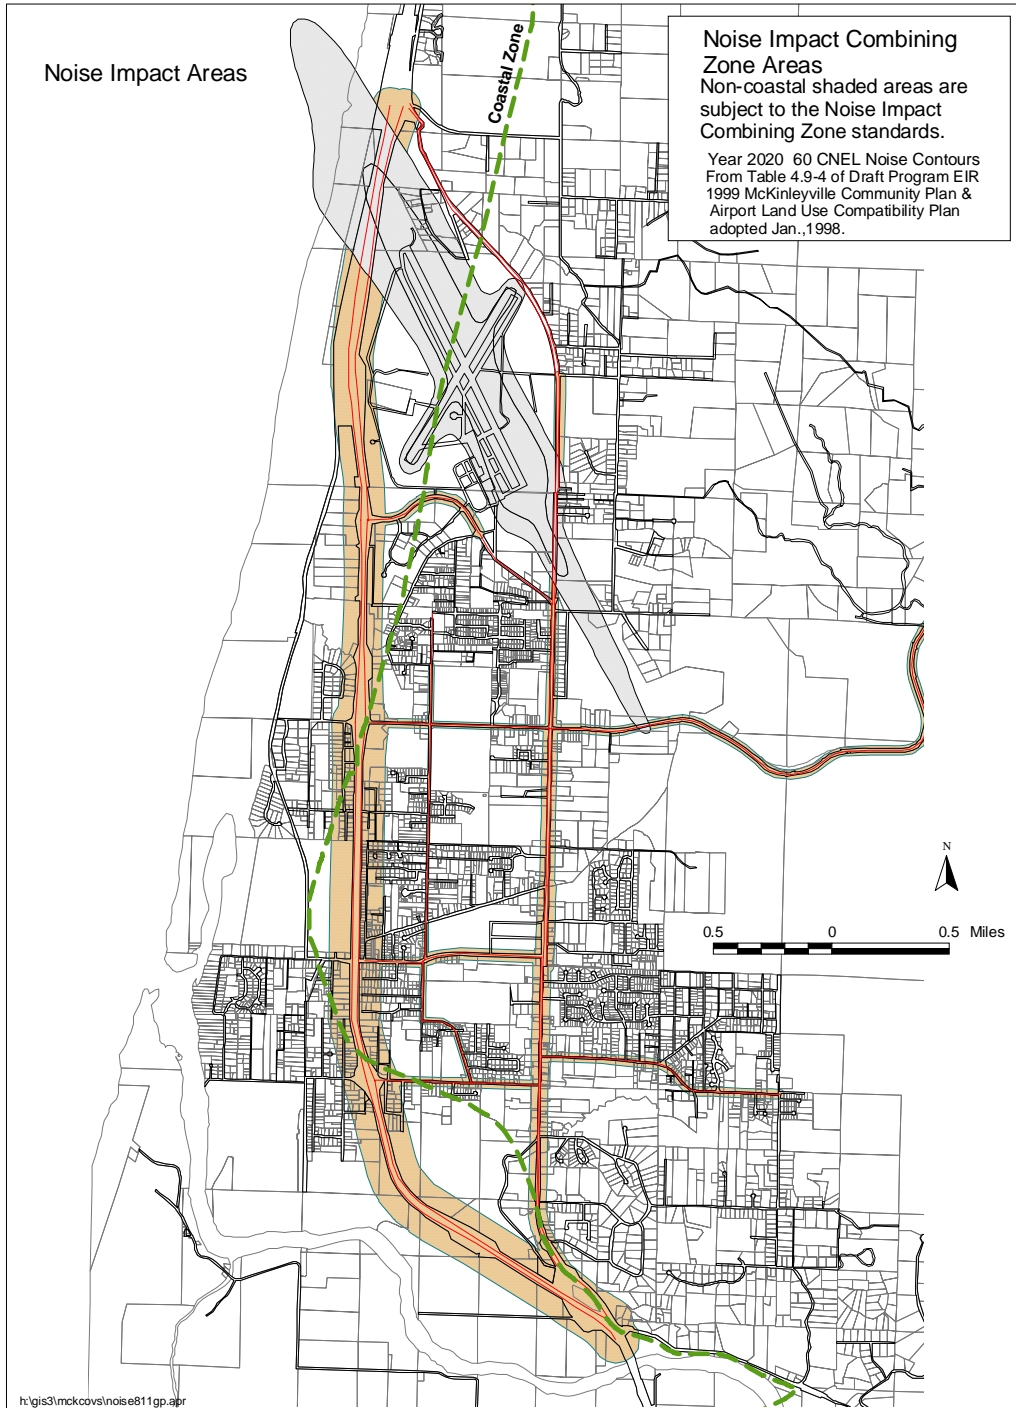 Noise Impact Areas
Coastal Zone
Noise Impact Combining
Zone Areas
Non-coastal shaded areas are
subject to the Noise Impact
Combining Zone standards.
Year 2020 60 CNEL Noise Contours
From Table 4.9-4 of Draft Program EIR
1999 McKinleyville Community Plan &
Airport Land Use Compatibility Plan
adopted Jan.,1998.
N
0.5 0 0.5 Miles
h:\gis3\mckcovs\noise811gp.apr